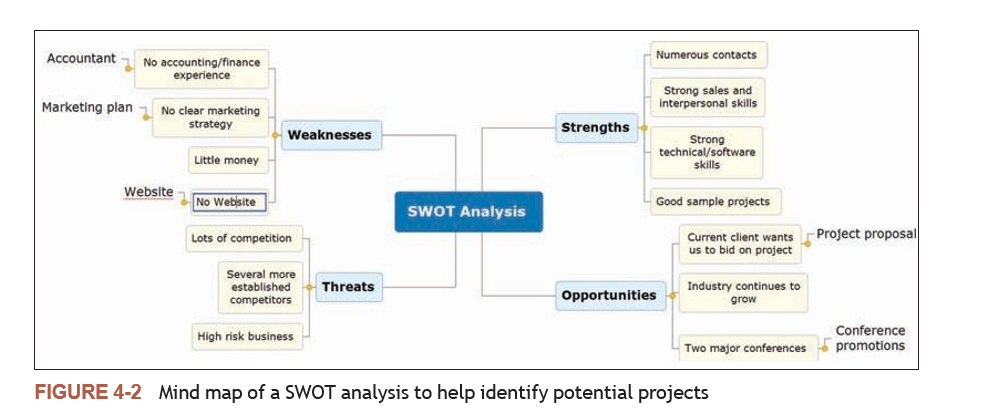 Accountant
No accounting/finance
experience
Marketing plan
No clear marketing
strategy
Little money
Website
No Website
Weaknesses
Lots of competition
Several more
established
competitors
High risk business
Threats
SWOT Analysis
Strengths
Numerous contacts
Strong sales and
interpersonal skills
Strong
technical/software
skills
Good sample projects
Opportunities
Current client wants
us to bid on project
Project proposal
Industry continues to
grow
Two major conferences
Conference
promotions
FIGURE 4-2 Mind map of a SWOT analysis to help identify potential projects